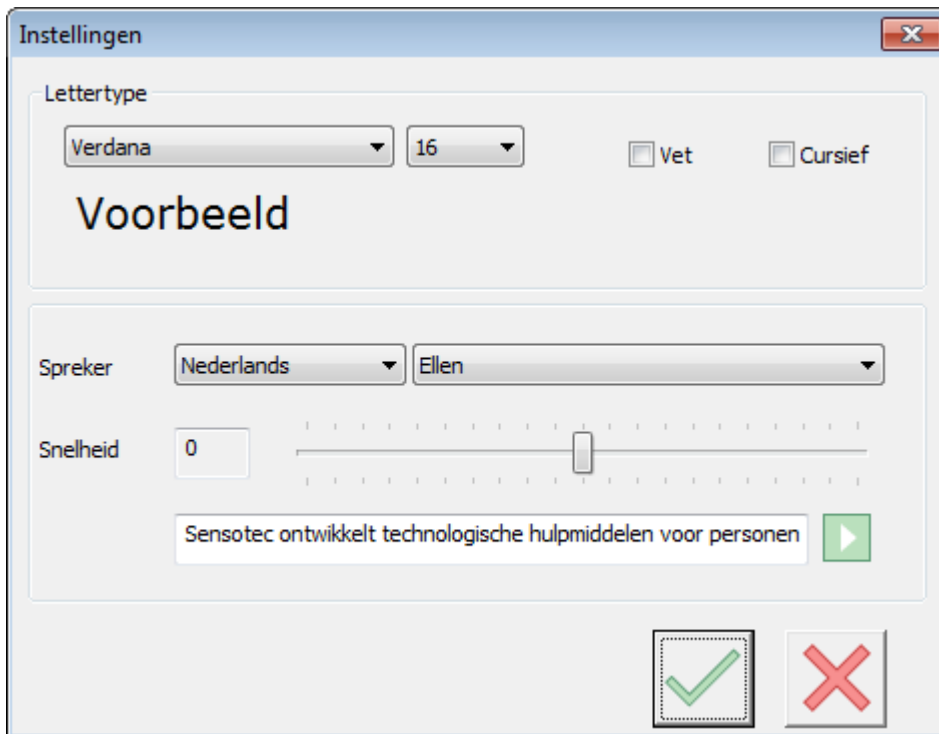 Instellingen
Lettertype
Verdana 16 Vet Cursief
Voorbeeld
Spreker Nederlands Ellen
Snelheid 0
Sensotec ontwikkelt technologische hulpmiddelen voor personen